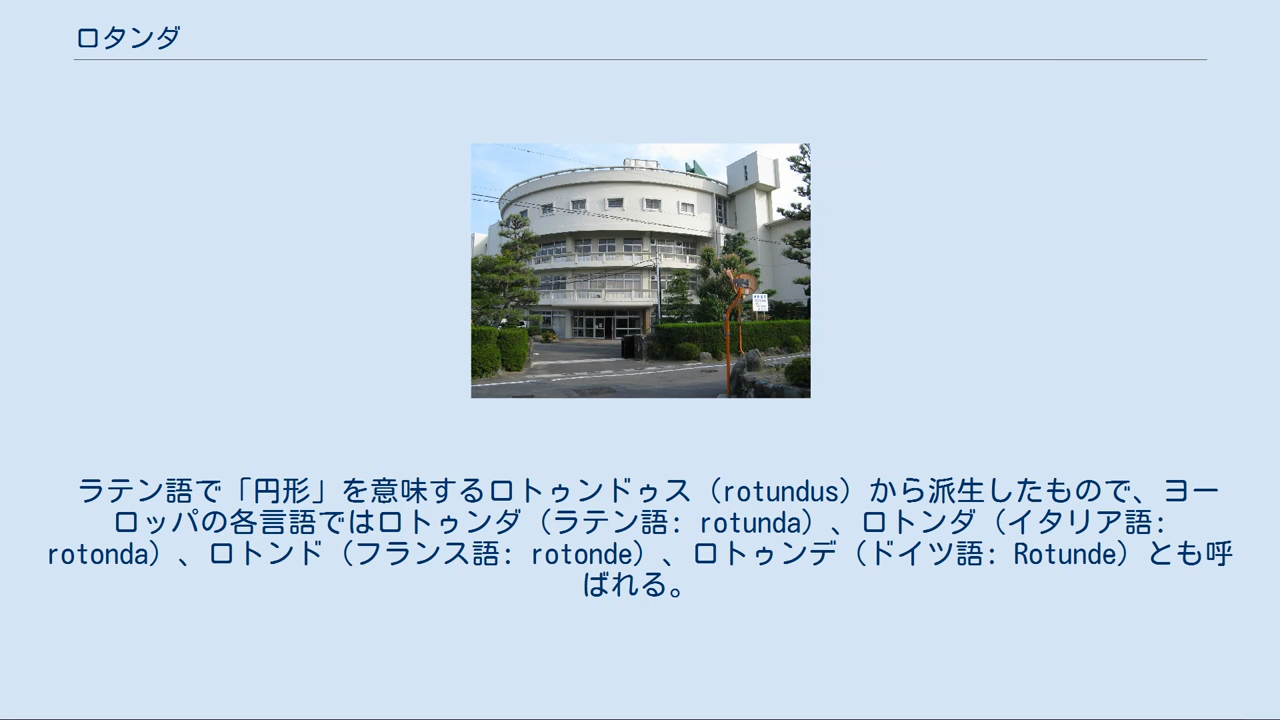 ロタンダ
ラテン語で「円形」を意味するロトゥンドゥス（rotundus）から派生したもので、ヨー
ロッパの各言語ではロトゥンダ（ラテン語: rotunda）、ロトンダ（イタリア語:
rotonda）、ロトンド（フランス語: rotonde）、ロトゥンデ（ドイツ語: Rotunde）とも呼
ばれる。